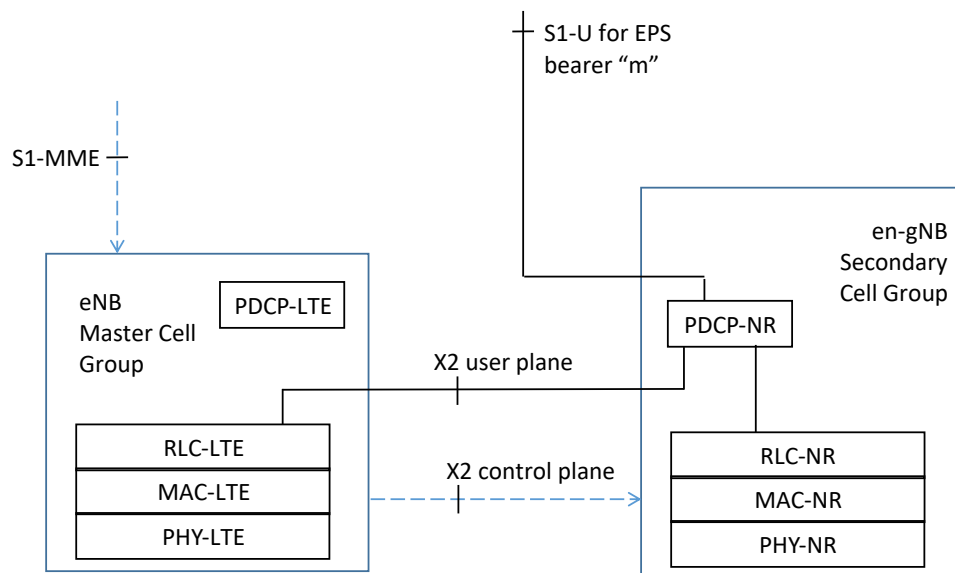 S1-U for EPS
bearer “m”
S1-MME
en-gNB
Secondary
Cell Group
eNB
Master Cell
Group
PDCP-LTE
PDCP-NR
X2 user plane
RLC-LTE
MAC-LTE
PHY-LTE
X2 control plane
RLC-NR
MAC-NR
PHY-NR